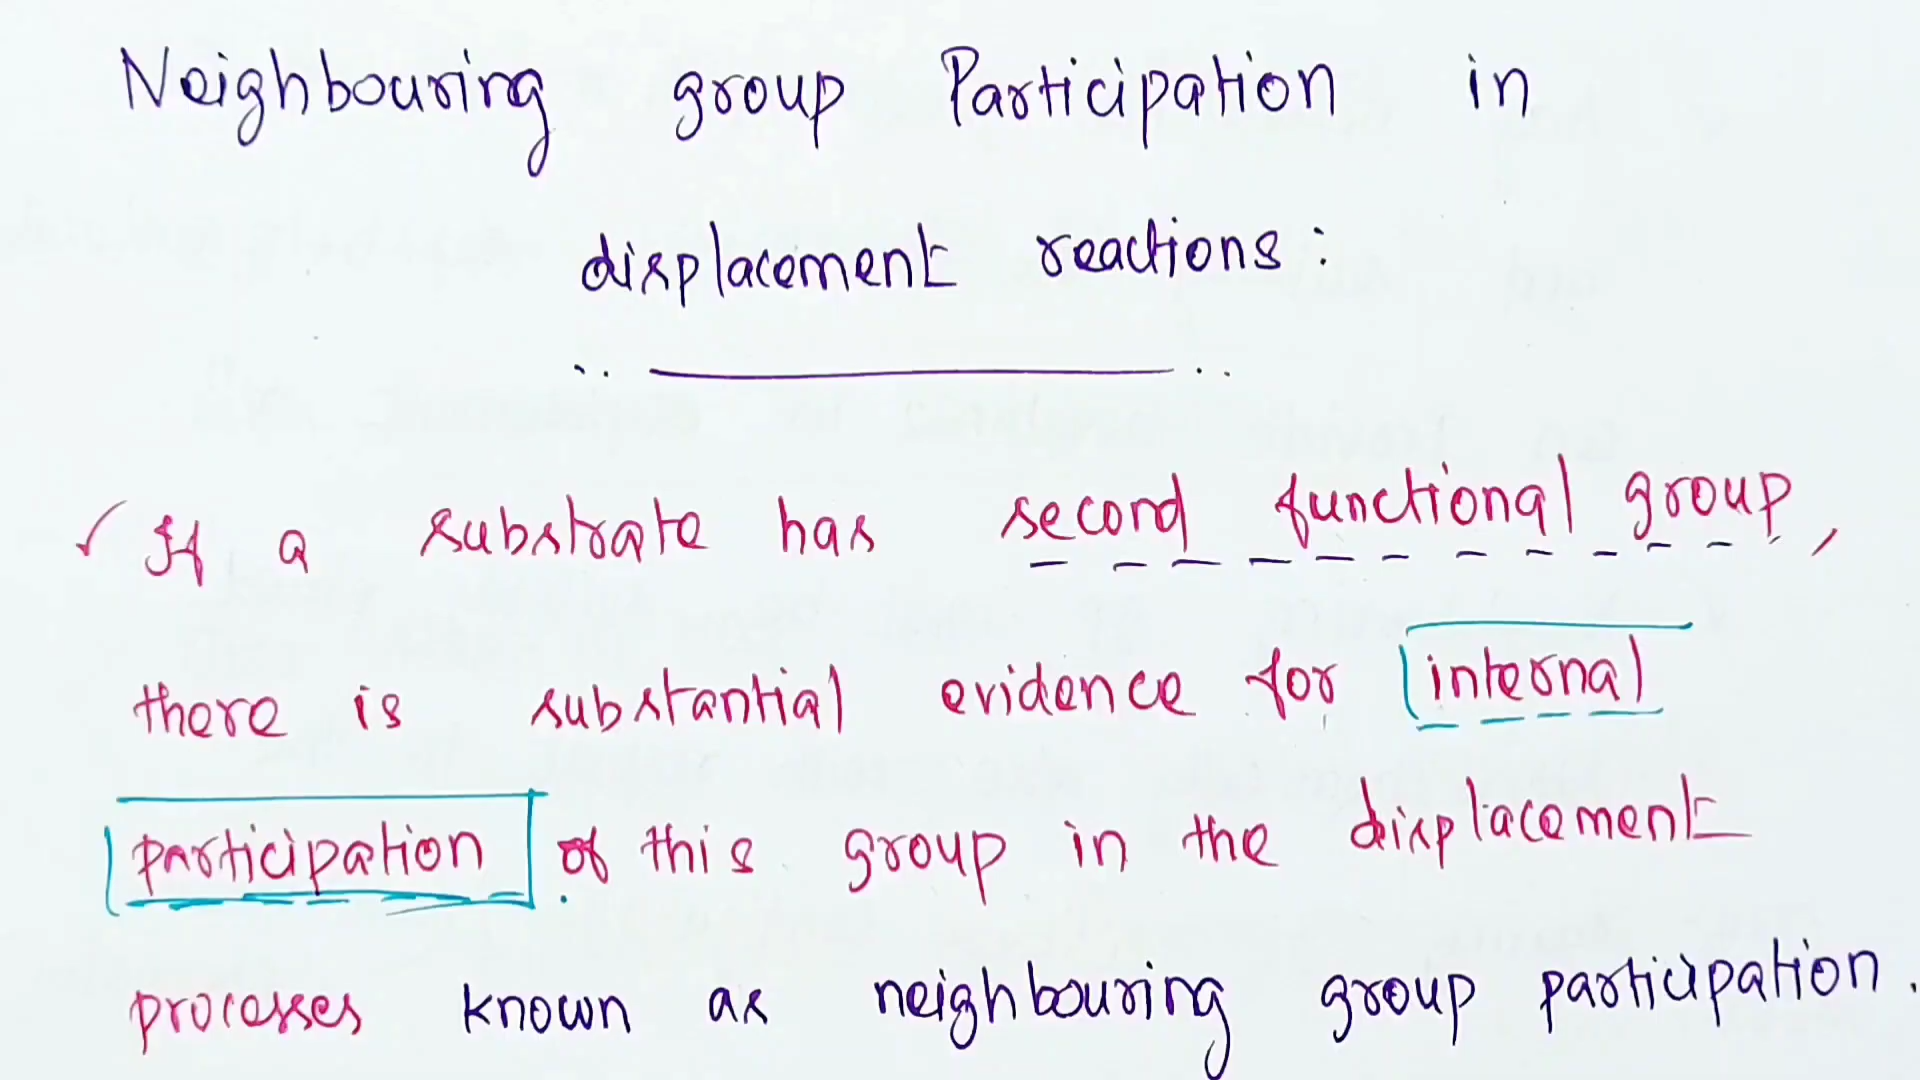 Neighbouring group Participation in
displacement reactions:
If a substrate has second functional group,
there is substantial evidence for internal
participation of this group in the displacement
processes known as neighbouring group participation.